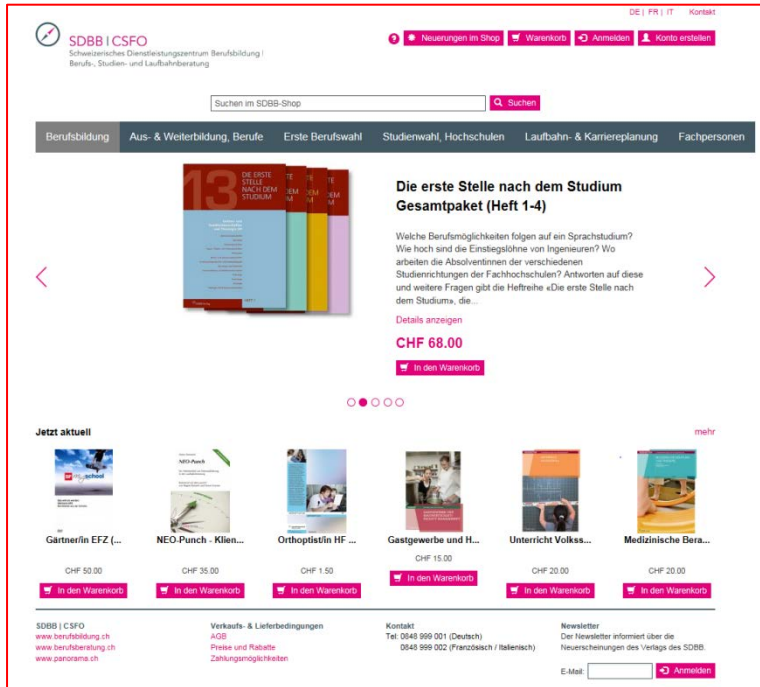 DE | FR | IT Kontakt
SDBB | CSFO
Schweizerisches Dienstleistungszentrum Berufsbildung |
Berufs-, Studien- und Laufbahnberatung
? Neuerungen im Shop Warenkorb Anmelden Konto erstellen
Suchen im SDBB-Shop Suchen
Berufsbildung Aus- & Weiterbildung, Berufe Erste Berufswahl Studienwahl, Hochschulen Laufbahn- & Karriereplanung Fachpersonen
13
DIE ERSTE
STELLE
NACH DEM
STUDIUM
Die erste Stelle nach dem Studium
Gesamtpaket (Heft 1-4)
Welche Berufsmöglichkeiten folgen auf ein Sprachstudium?
Wie hoch sind die Einstiegslöhne von Ingenieuren? Wo
arbeiten die Absolventinnen der verschiedenen
Studienrichtungen der Fachhochschulen? Antworten auf diese
und weitere Fragen gibt die Heftreihe «Die erste Stelle nach
dem Studium», die...
Details anzeigen
CHF 68.00
In den Warenkorb
Jetzt aktuell mehr
NEO-Punch
Gärtner/in EFZ (... NEO-Punch - Klien... Orthoptist/in HF ... Gastgewerbe und H... Unterricht Volkss... Medizinische Bera...
CHF 50.00 CHF 35.00 CHF 1.50 CHF 15.00 CHF 20.00 CHF 20.00
In den Warenkorb In den Warenkorb In den Warenkorb In den Warenkorb In den Warenkorb In den Warenkorb
SDBB | CSFO
www.berufsbildung.ch
www.berufsberatung.ch
www.panorama.ch
Verkaufs- & Lieferbedingungen
AGB
Preise und Rabatte
Zahlungsmöglichkeiten
Kontakt
Tel: 0848 999 001 (Deutsch)
0848 999 002 (Französisch / Italienisch)
Newsletter
Der Newsletter informiert über die
Neuerscheinungen des Verlags des SDBB.
E-Mail: Anmelden